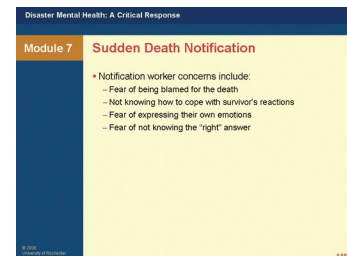 Disaster Mental Health: A Critical Response
Module 7
Sudden Death Notification
▪ Notification worker concerns include:
– Fear of being blamed for the death
– Not knowing how to cope with survivor's reactions
– Fear of expressing their own emotions
– Fear of not knowing the "right" answer
© 2006
University of Rochester